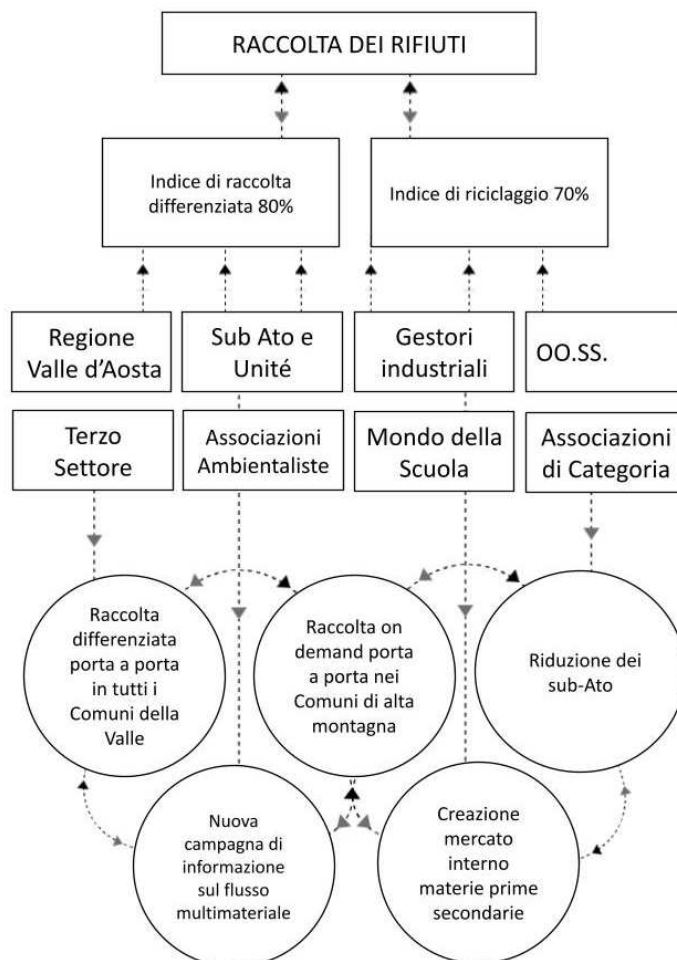 RACCOLTA DEI RIFIUTI
Indice di raccolta
differenziata 80%
Indice di riciclaggio 70%
Regione
Valle d'Aosta
Sub Ato e
Unité
Gestori
industriali
OO.SS.
Terzo
Settore
Associazioni
Ambientaliste
Mondo della
Scuola
Associazioni
di Categoria
Raccolta
differenziata
porta a porta
in tutti i
Comuni della
Valle
Raccolta on
demand porta
a porta nei
Comuni di alta
montagna
Riduzione dei
sub-Ato
Nuova
campagna di
informazione
sul flusso
multimateriale
Creazione
mercato
interno
materie prime
secondarie